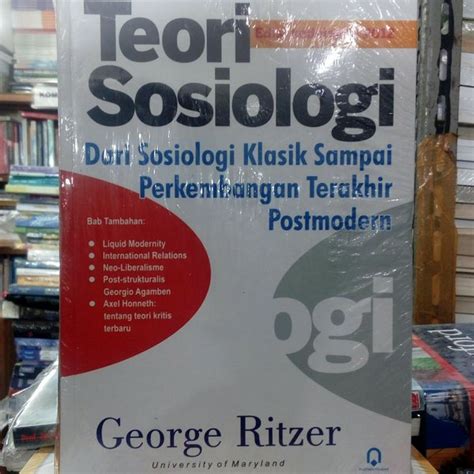 Teori
2012
Sosiologi
Dari Sosiologi Klasik Sampai
Perkembangan Terakhir
Postmodern
Bab Tambahan:
Liquid Modernity
International Relations
Neo-Liberalisme
Post-strukturalis
Georgio Agamben
Axel Honneth:
tentang teori kritis
terbaru
ogi
George Ritzer
University of Maryland